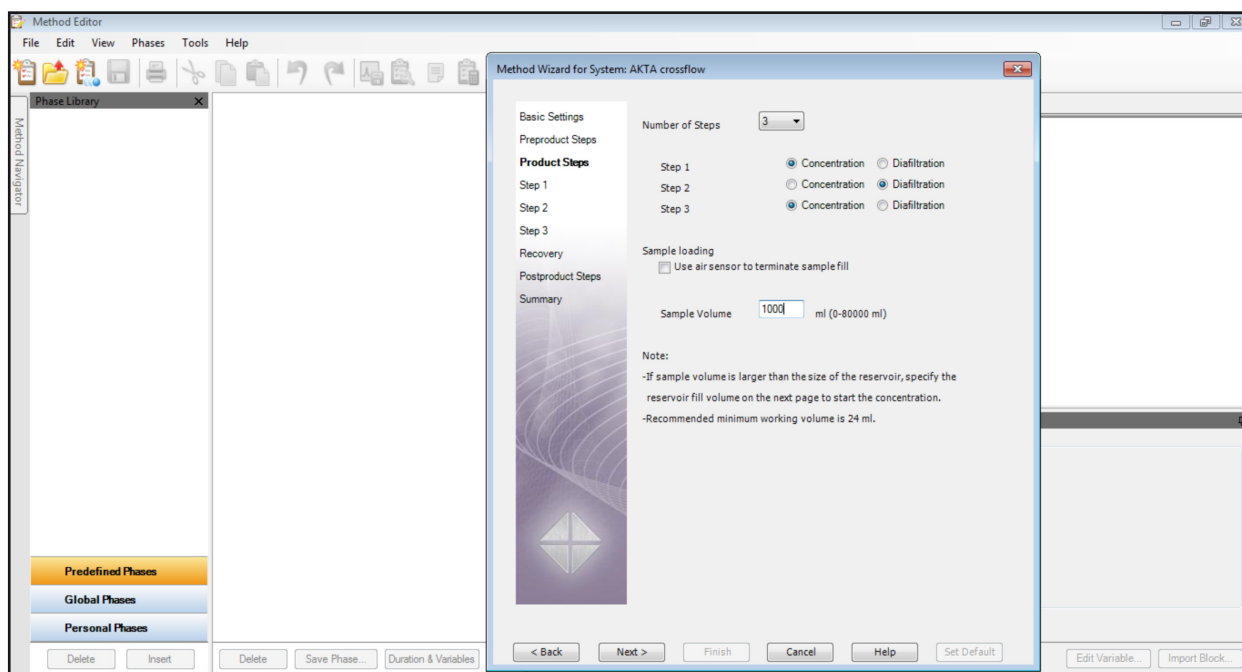 Method Editor
File Edit View Phases Tools Help
Phase Library
Method Navigator
Predefined Phases
Global Phases
Personal Phases
Delete Insert
Delete Save Phase... Duration & Variables
Method Wizard for System: AKTA crossflow
Basic Settings
Preproduct Steps
Product Steps
Step 1
Step 2
Step 3
Recovery
Postproduct Steps
Summary
Number of Steps 3
Step 1 Concentration Diafiltration
Step 2 Concentration Diafiltration
Step 3 Concentration Diafiltration
Sample loading
Use air sensor to terminate sample fill
Sample Volume 1000 ml (0-80000 ml)
Note:
-If sample volume is larger than the size of the reservoir, specify the
reservoir fill volume on the next page to start the concentration.
-Recommended minimum working volume is 24 ml.
< Back Next > Finish Cancel Help Set Default
Edit Variable... Import Block...